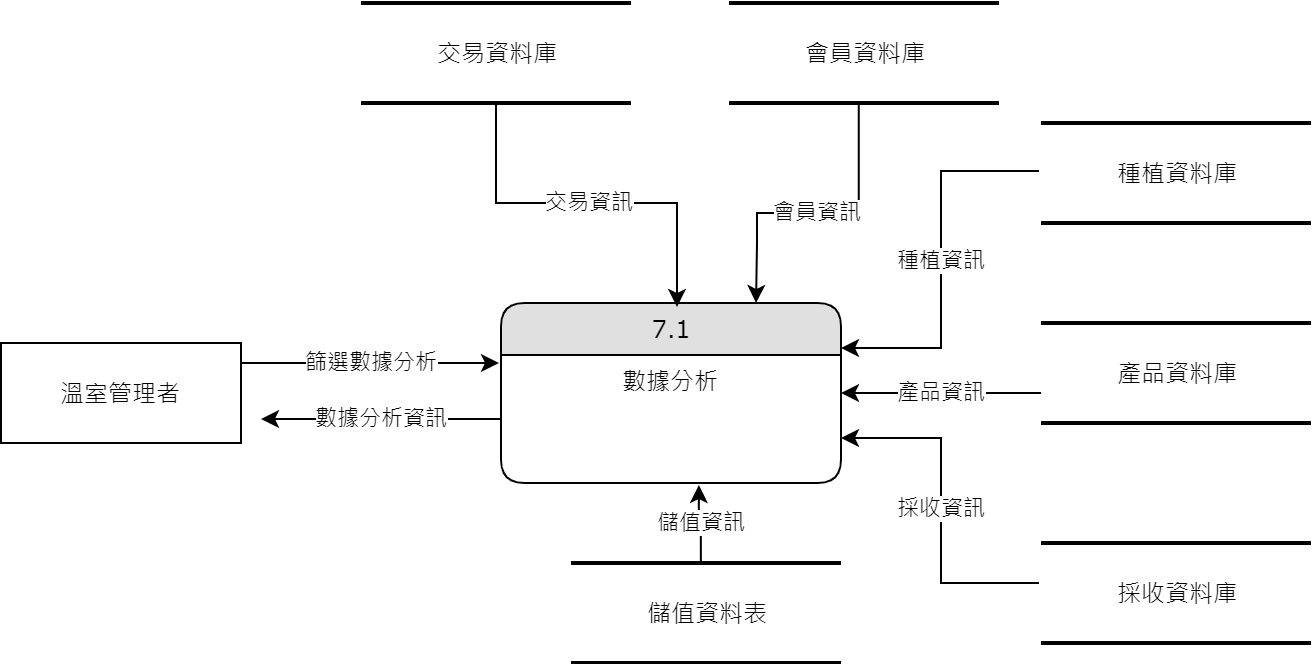 交易資料庫
會員資料庫
種植資料庫
交易資訊
會員資訊
種植資訊
7.1
數據分析
溫室管理者
篩選數據分析
數據分析資訊
產品資訊
產品資料庫
採收資訊
儲值資訊
儲值資料表
採收資料庫